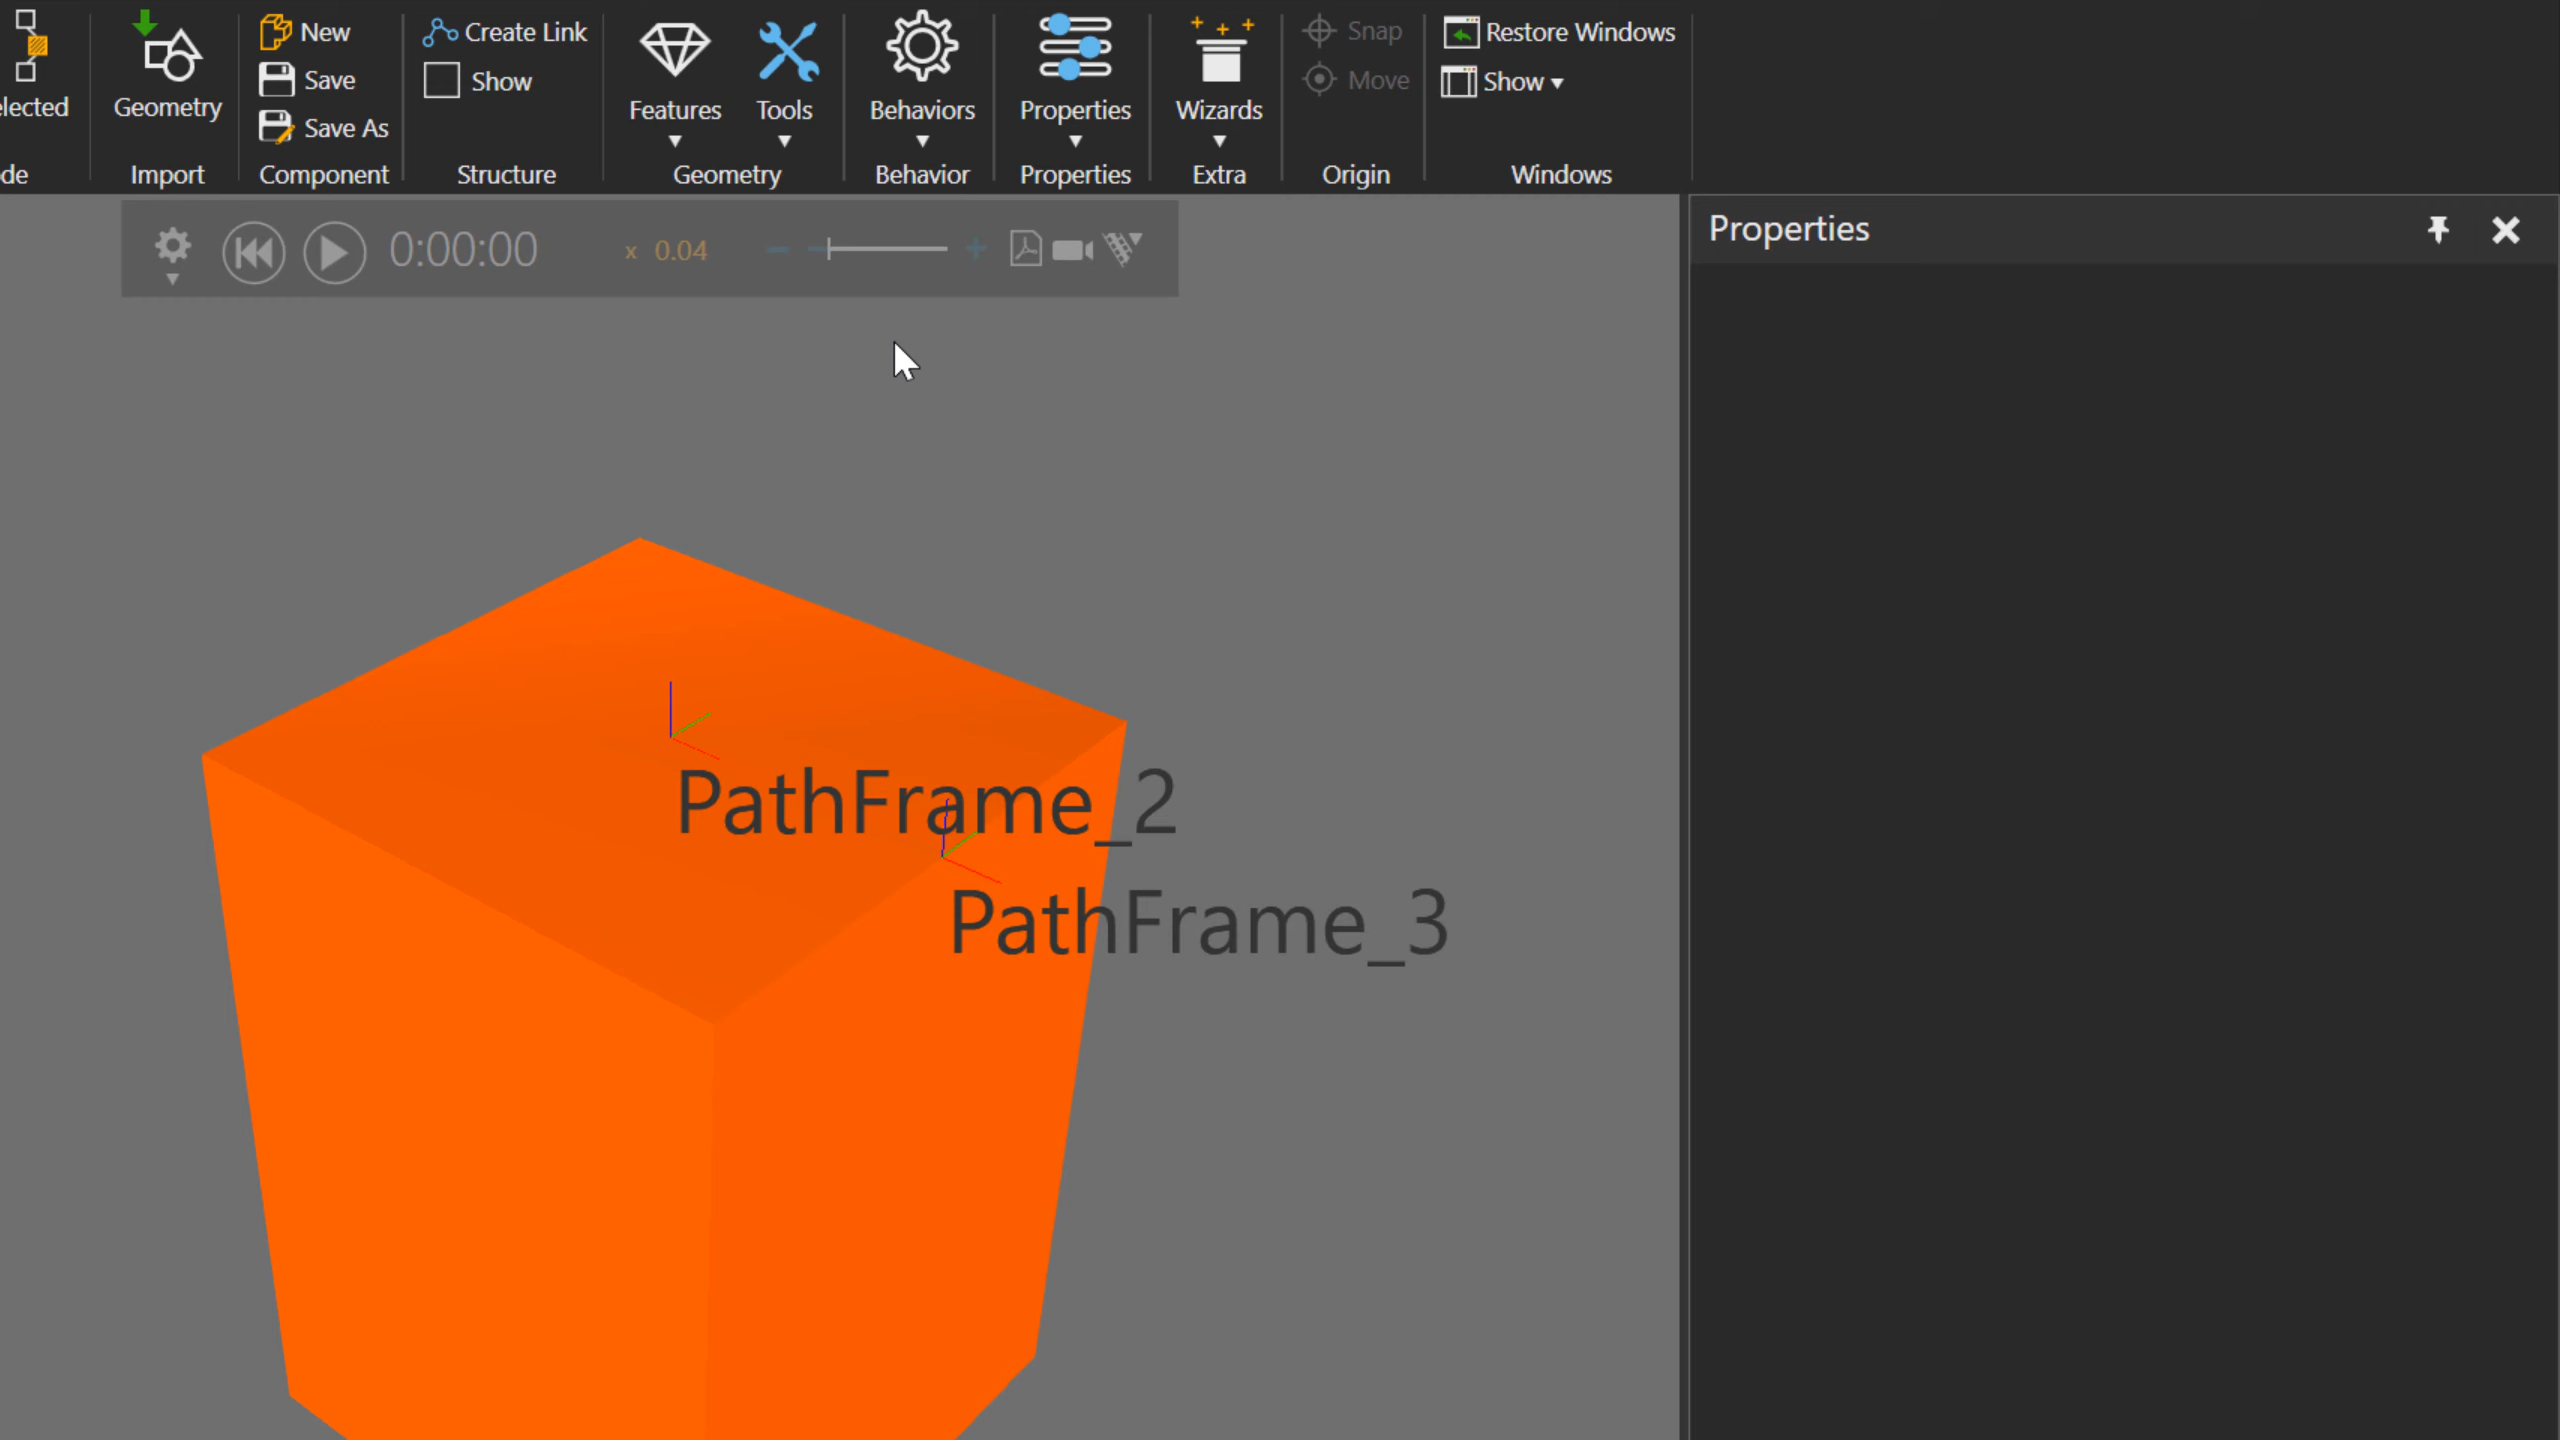 elected
de
Geometry
Import
New
Save
Save As
Component
Create Link
Show
Structure
Features
Tools
Geometry
Behaviors
Behavior
Properties
Properties
Wizards
Extra
Snap
Move
Origin
Restore Windows
Show
Windows
0:00:00
x 0.04
Properties
PathFrame_2
PathFrame_3